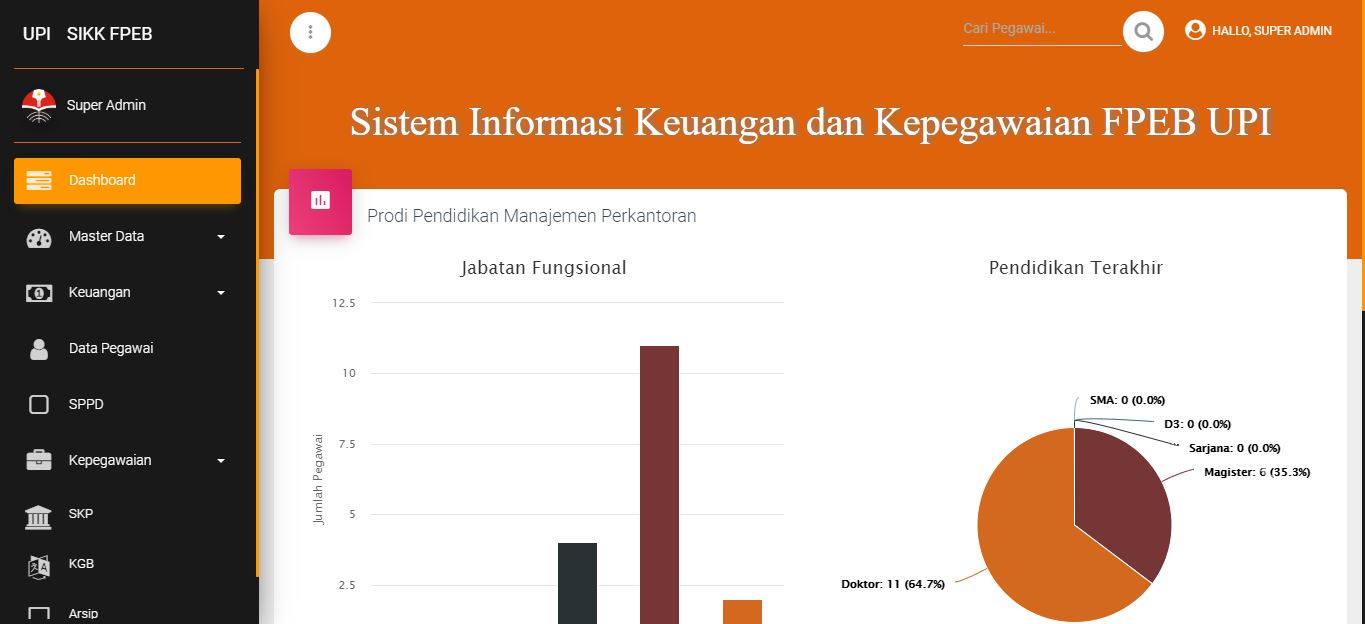 UPI SIKK FPEB
Super Admin
Dashboard
Master Data
Keuangan
Data Pegawai
SPPD
Kepegawaian
SKP
KGB
Arsip
Cari Pegawai...
HALLO, SUPER ADMIN
Sistem Informasi Keuangan dan Kepegawaian FPEB UPI
Prodi Pendidikan Manajemen Perkantoran
Jabatan Fungsional
12.5
10
7.5
5
2.5
Jumlah Pegawai
Pendidikan Terakhir
SMA: 0 (0.0%)
D3: 0 (0.0%)
Sarjana: 0 (0.0%)
Magister: 6 (35.3%)
Doktor: 11 (64.7%)